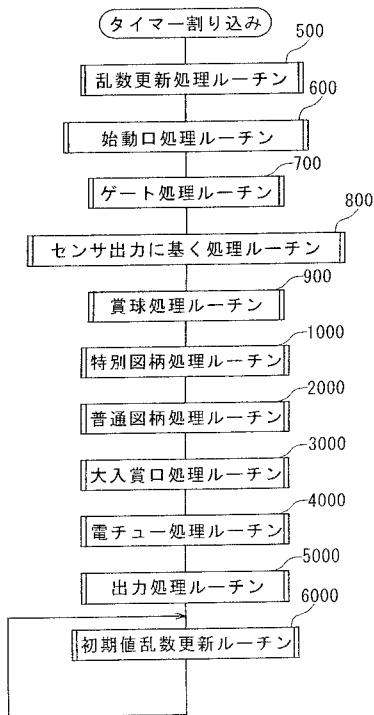 タイマー割り込み
500
乱数更新処理ルーチン
600
始動口処理ルーチン
700
ゲート処理ルーチン
800
センサ出力に基く処理ルーチン
900
賞球処理ルーチン
1000
特別図柄処理ルーチン
2000
普通図柄処理ルーチン
3000
大入賞口処理ルーチン
4000
電チュー処理ルーチン
5000
出力処理ルーチン
6000
初期値乱数更新ルーチン